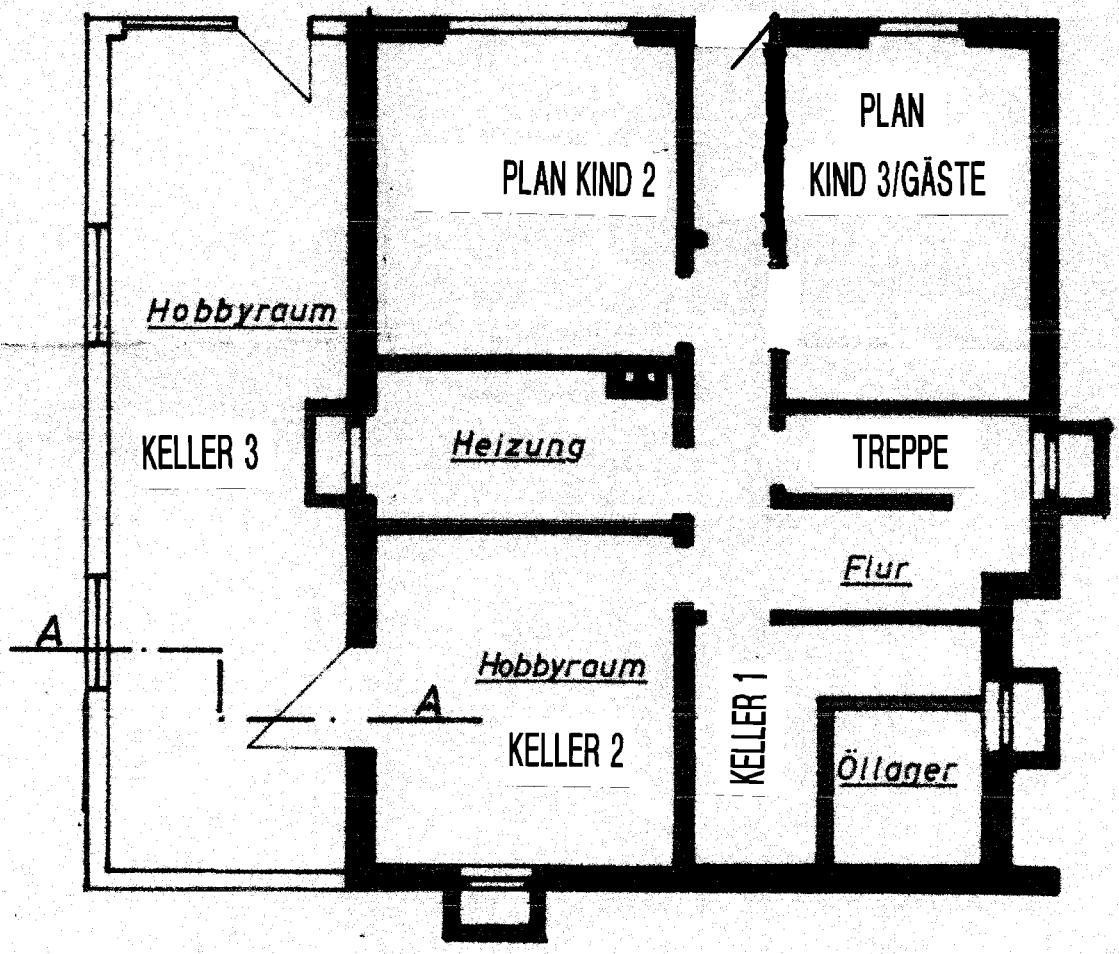 PLAN
KIND 3/GÄSTE
PLAN KIND 2
Hobbyraum
KELLER 3
Heizung
TREPPE
Flur
A
Hobbyraum
A
KELLER 2
KELLER 1
Öllager